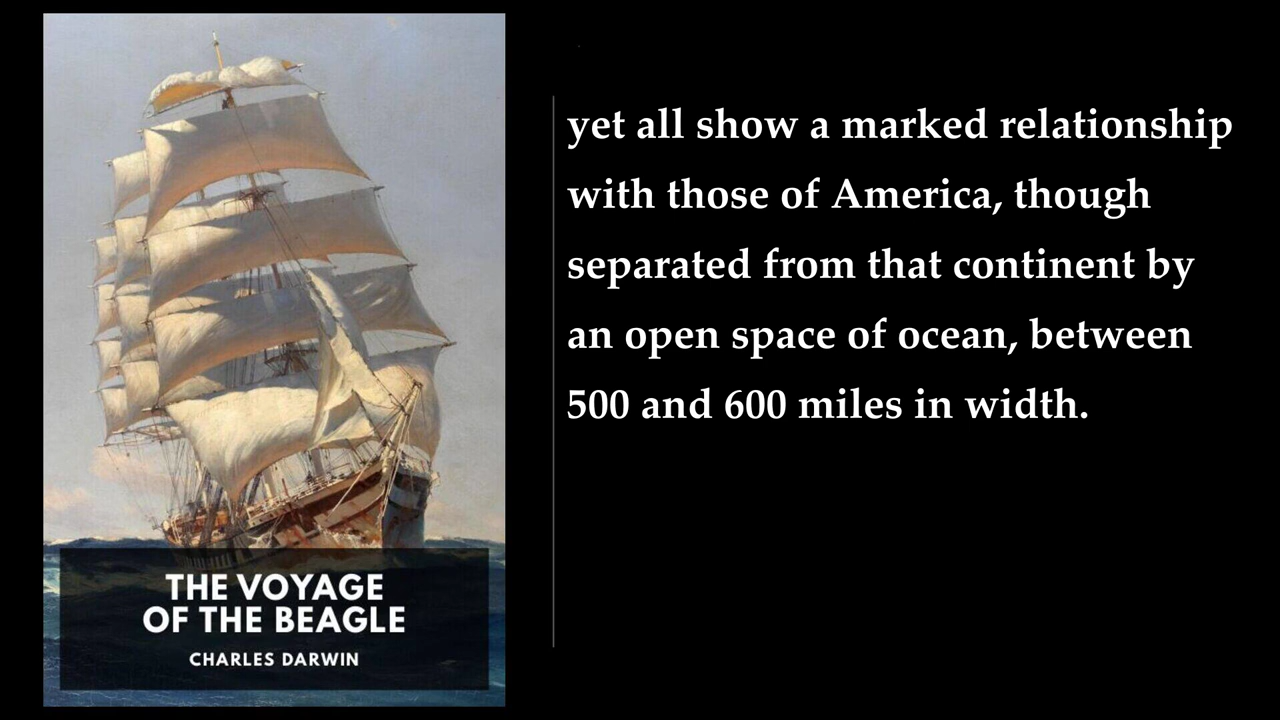 THE VOYAGE
OF THE BEAGLE
CHARLES DARWIN
yet all show a marked relationship
with those of America, though
separated from that continent by
an open space of ocean, between
500 and 600 miles in width.